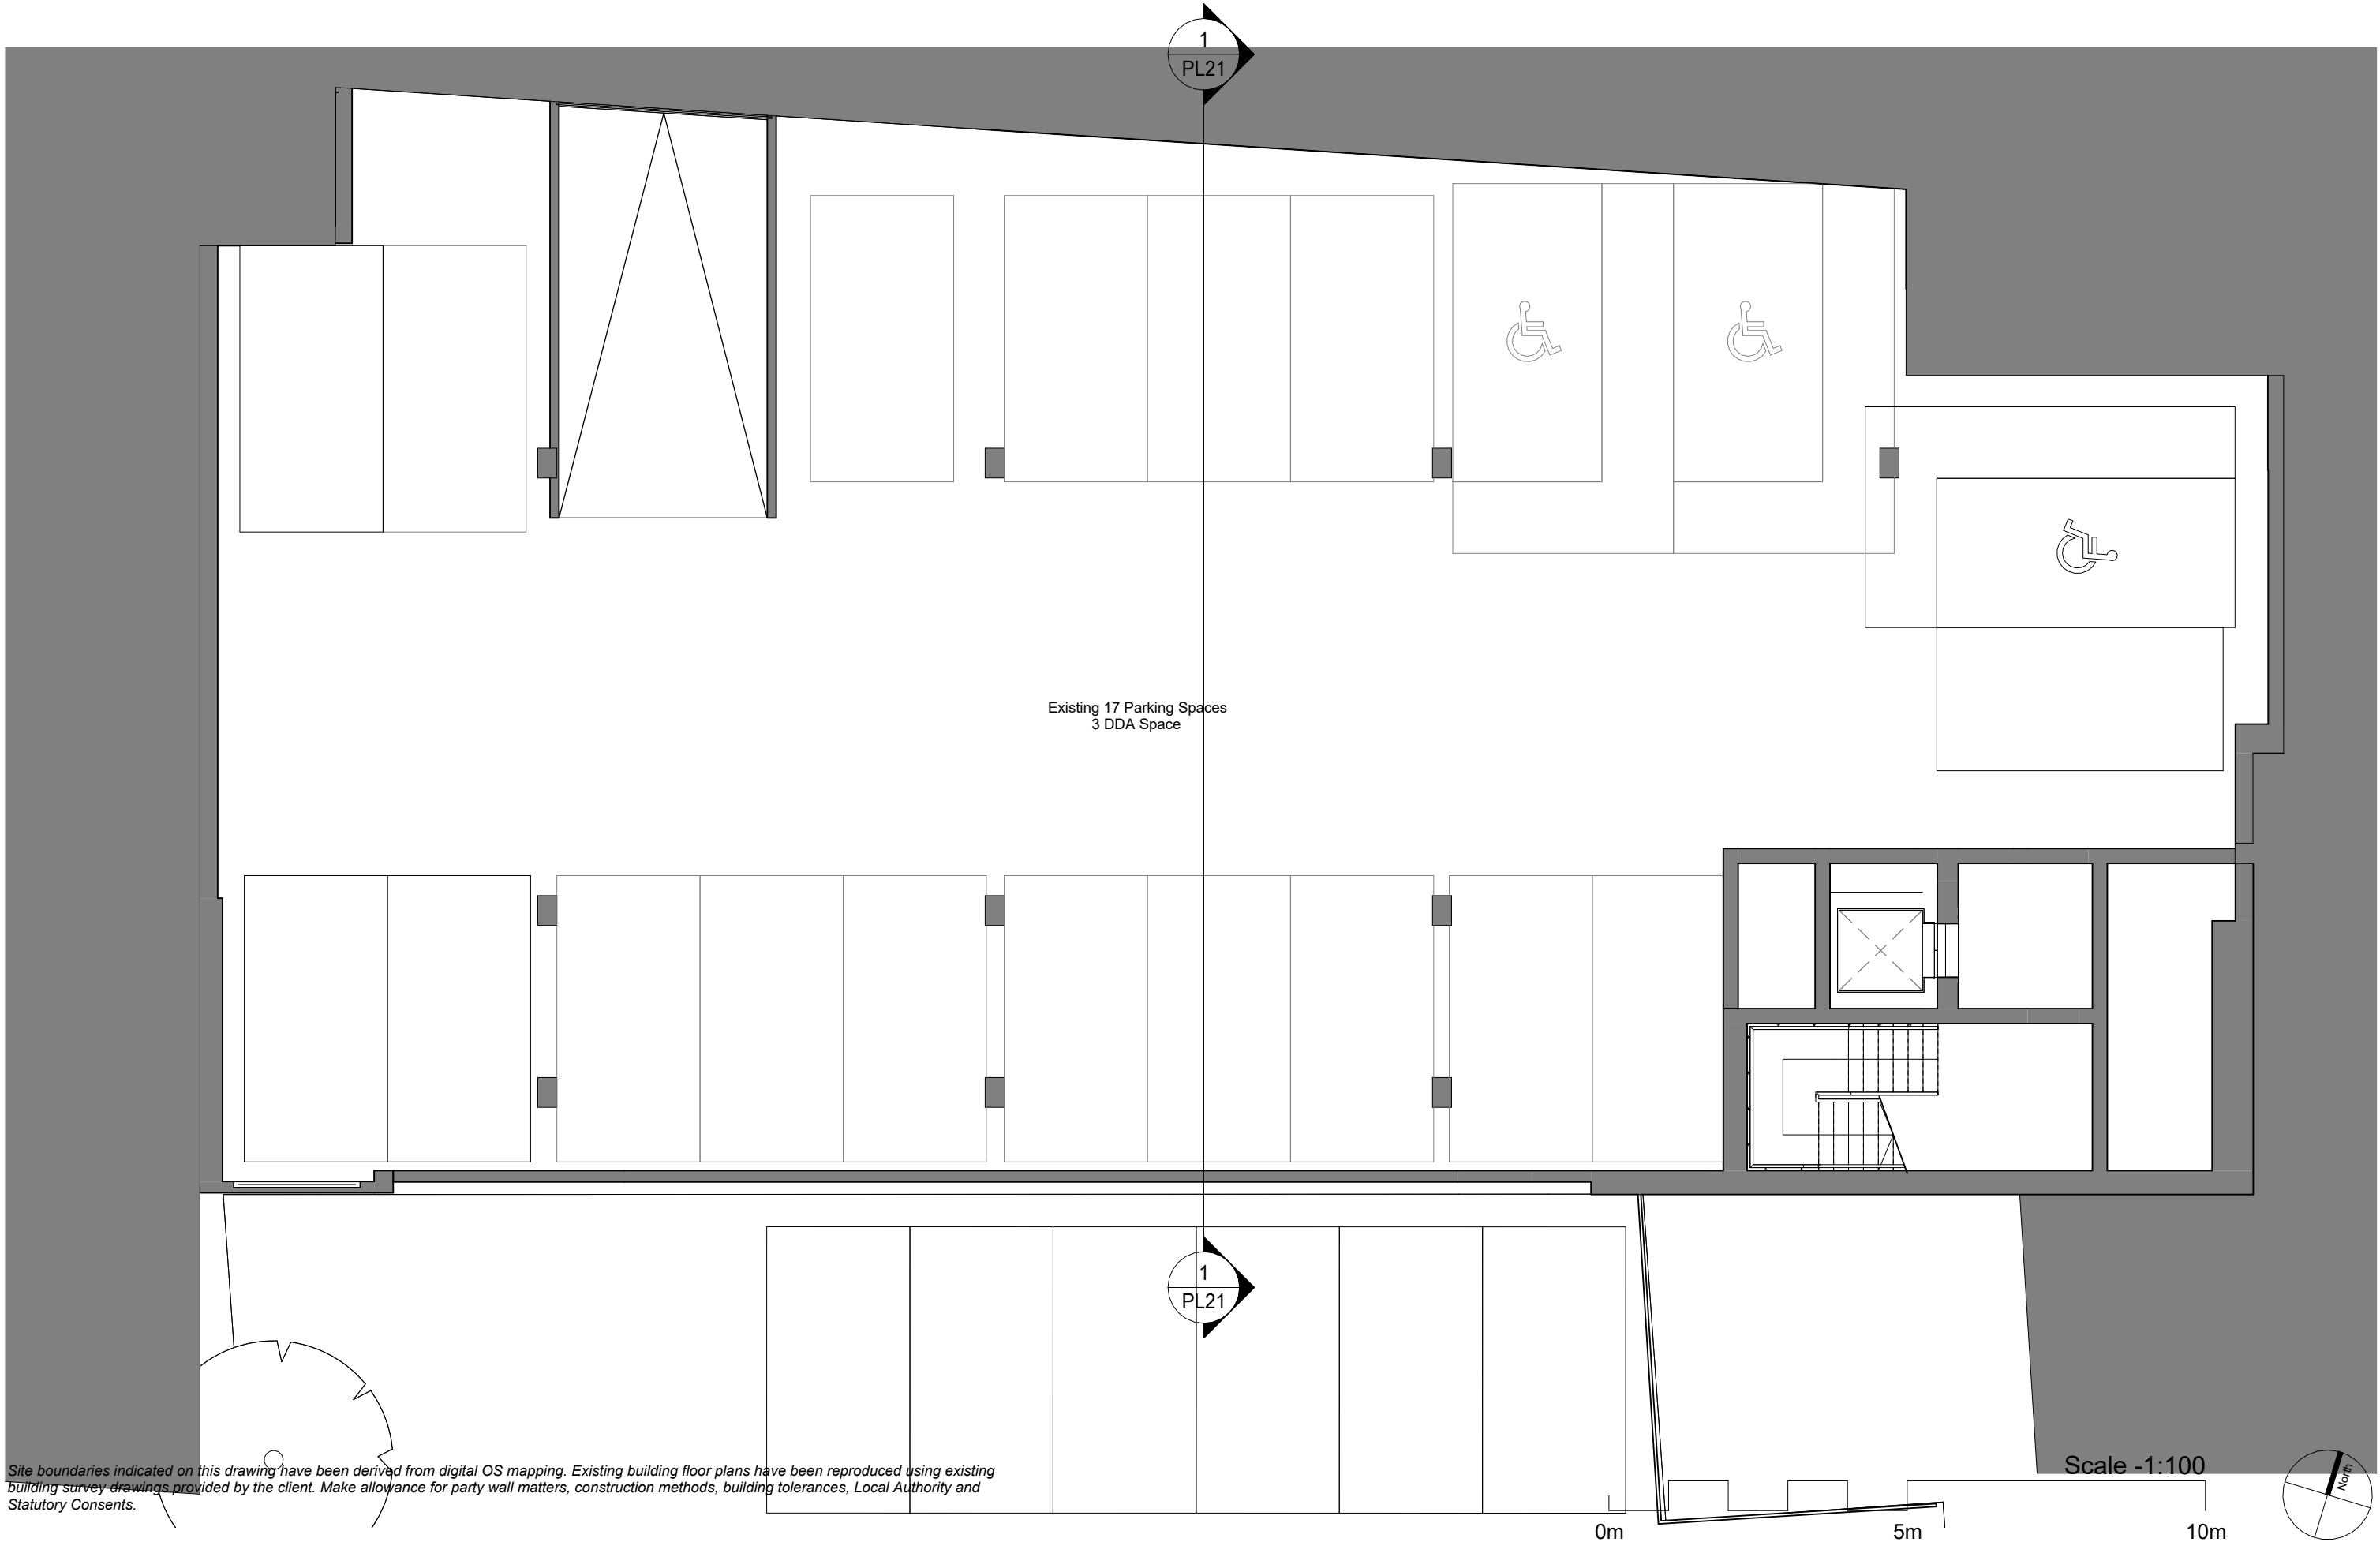 1
PL21
Existing 17 Parking Spaces
3 DDA Space
1
PL21
Site boundaries indicated on this drawing have been derived from digital OS mapping. Existing building floor plans have been reproduced using existing
building survey drawings provided by the client. Make allowance for party wall matters, construction methods, building tolerances, Local Authority and
Statutory Consents.
Scale -1:100
North
0m
5m
10m